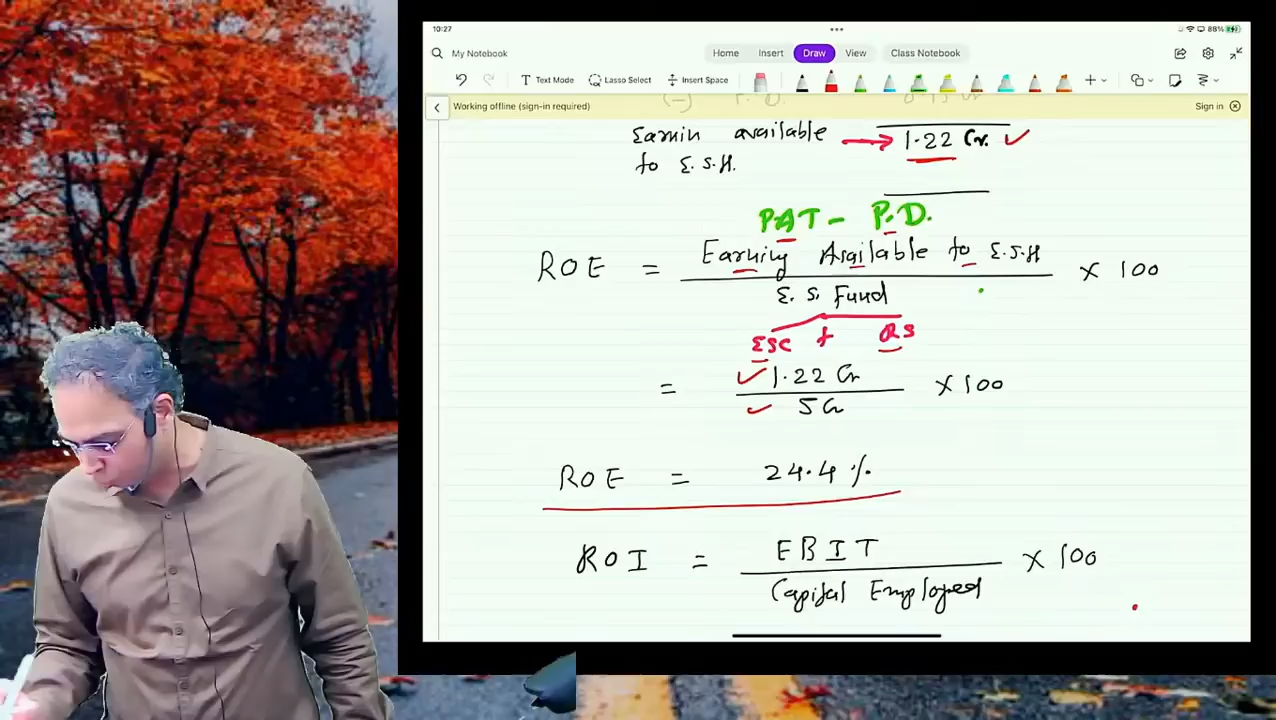 10:27
88%
My Notebook
Home Insert Draw View Class Notebook
Text Mode Lasso Select Insert Space
Working offline (sign-in required) Sign in
Earnin available → 1.22 Cr. ✓
to E.S.H.
PAT - P.D.
ROE = Earning Available to E.S.H × 100
E.S. Fund
ESC + RS
= ✓ 1.22 Cr × 100
✓ 5 Cr
ROE = 24.4 %
ROI = EBIT × 100
Capital Employed